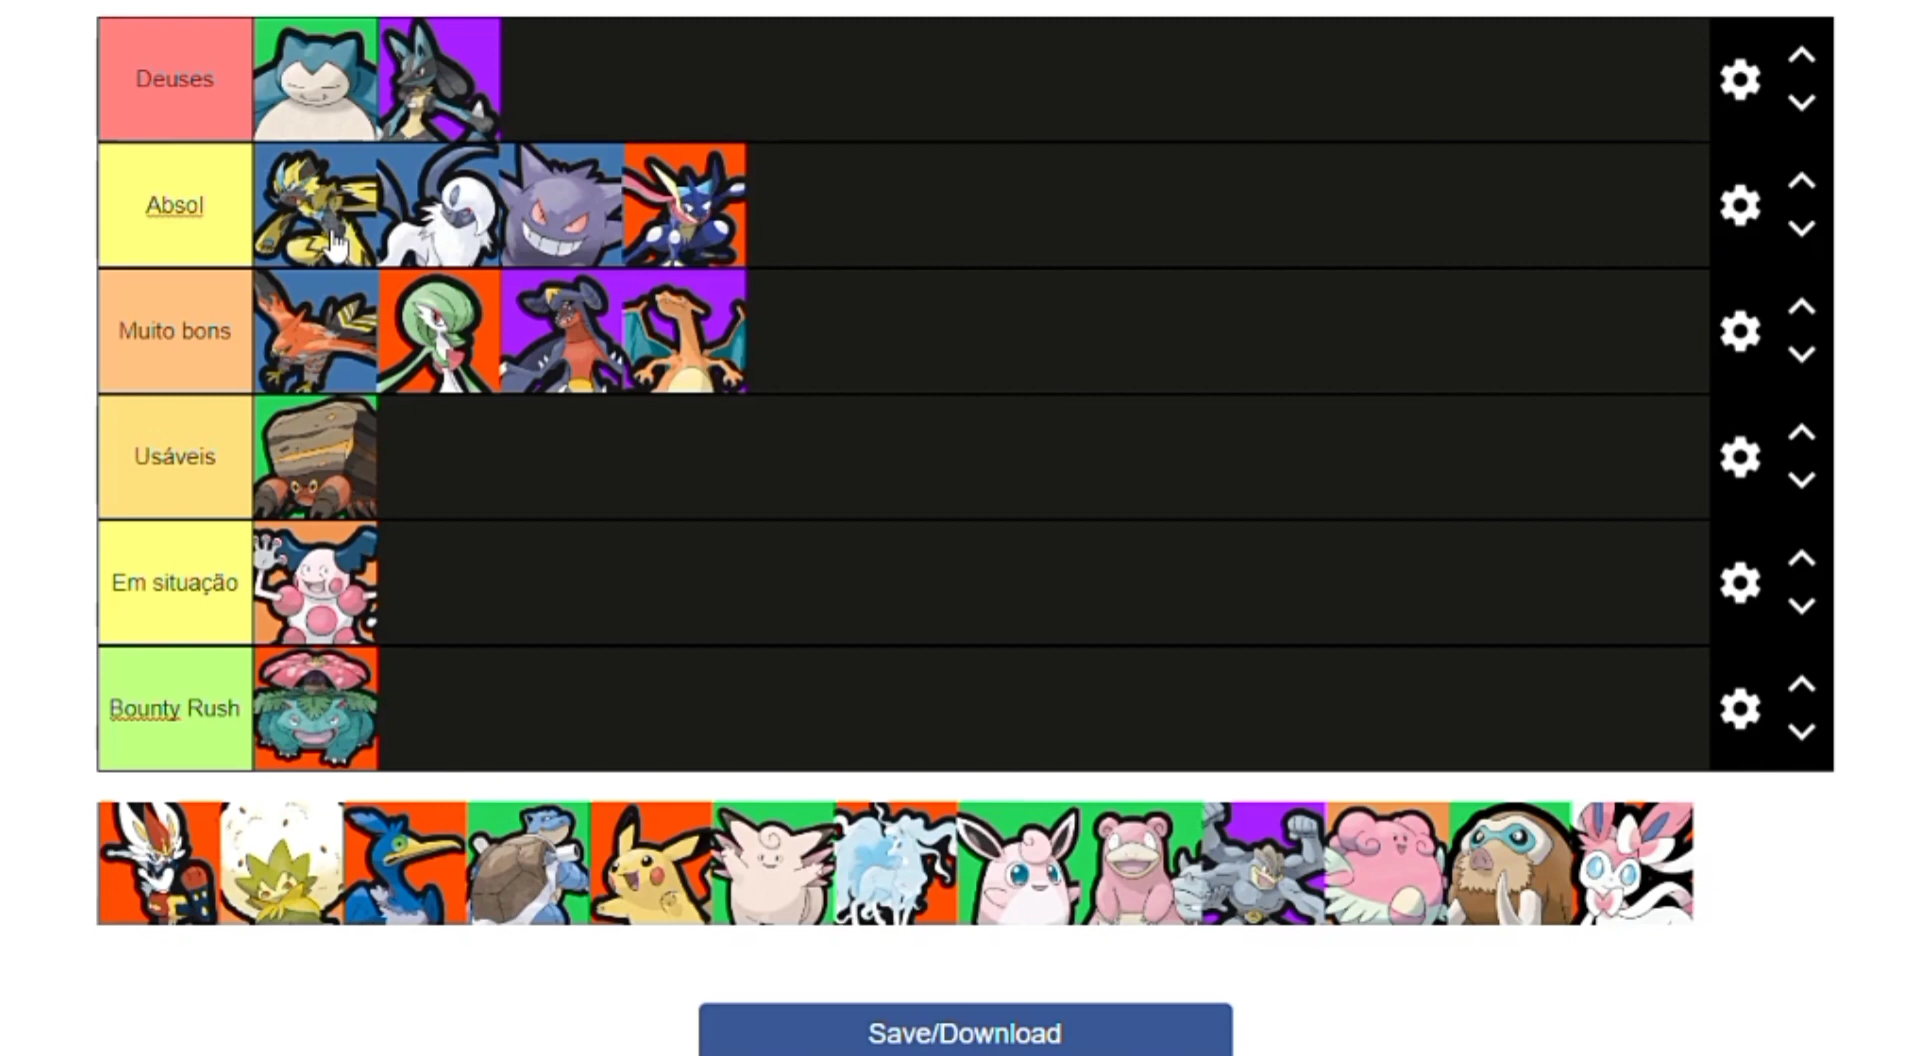 Deuses
Absol
Muito bons
Usáveis
Em situação
Bounty Rush
Save/Download